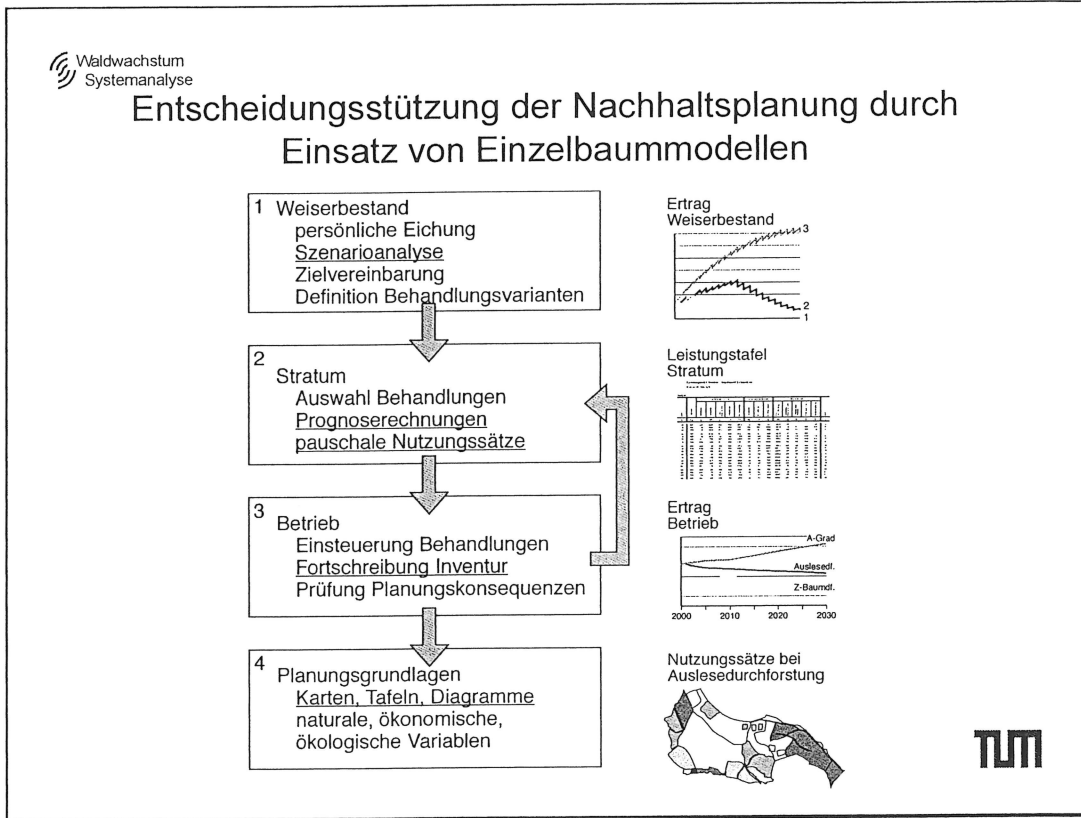 Waldwachstum
Systemanalyse
Entscheidungsstützung der Nachhaltsplanung durch
Einsatz von Einzelbaummodellen
1 Weiserbestand
persönliche Eichung
Szenarioanalyse
Zielvereinbarung
Definition Behandlungsvarianten
2
Stratum
Auswahl Behandlungen
Prognoserechnungen
pauschale Nutzungssätze
3
Betrieb
Einsteuerung Behandlungen
Fortschreibung Inventur
Prüfung Planungskonsequenzen
4
Planungsgrundlagen
Karten, Tafeln, Diagramme
naturale, ökonomische,
ökologische Variablen
Ertrag
Weiserbestand
3
2
1
Leistungstafel
Stratum
Ertrag
Betrieb
A-Grad
Auslesedf.
Z-Baumdf.
2000 2010 2020 2030
Nutzungssätze bei
Auslesedurchforstung
TUM